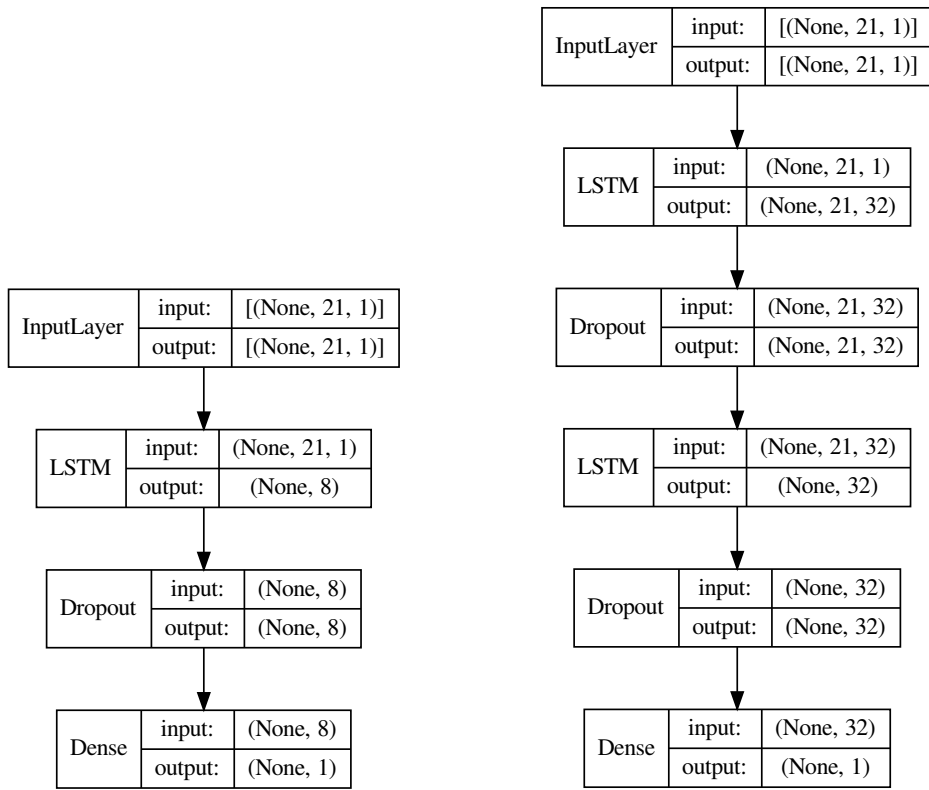 InputLayer
input: [(None, 21, 1)]
output: [(None, 21, 1)]
LSTM
input: (None, 21, 1)
output: (None, 8)
Dropout
input: (None, 8)
output: (None, 8)
Dense
input: (None, 8)
output: (None, 1)
InputLayer
input: [(None, 21, 1)]
output: [(None, 21, 1)]
LSTM
input: (None, 21, 1)
output: (None, 21, 32)
Dropout
input: (None, 21, 32)
output: (None, 21, 32)
LSTM
input: (None, 21, 32)
output: (None, 32)
Dropout
input: (None, 32)
output: (None, 32)
Dense
input: (None, 32)
output: (None, 1)